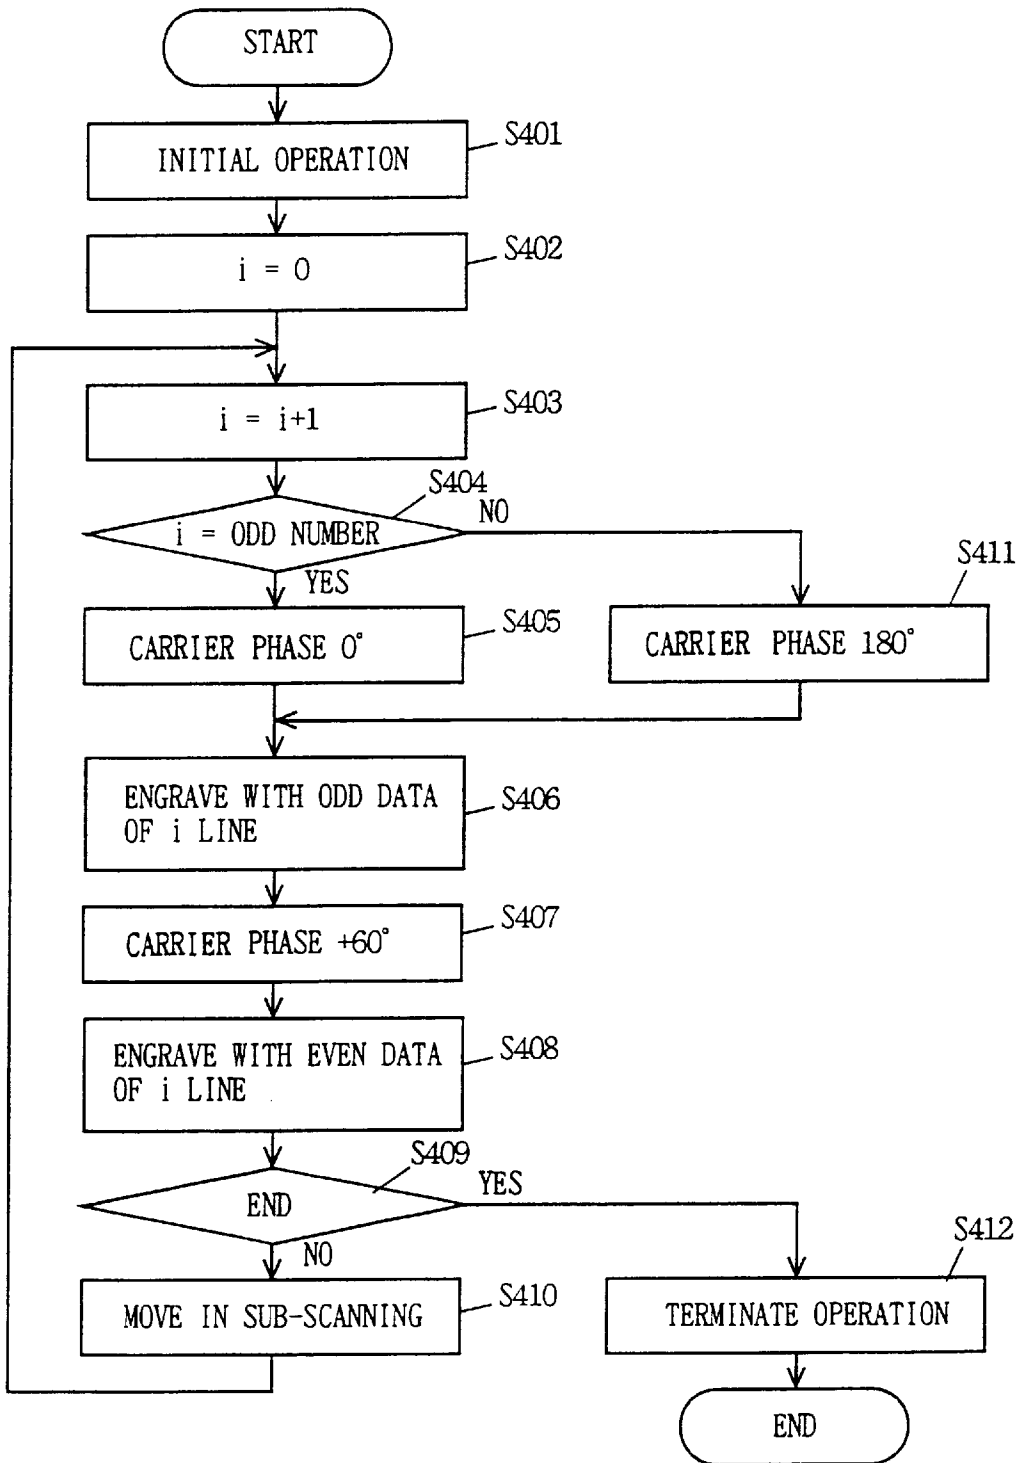 START
INITIAL OPERATION
S401
i = 0
S402
i = i+1
S403
S404
i = ODD NUMBER
NO
YES
CARRIER PHASE 0°
S405
S411
CARRIER PHASE 180°
ENGRAVE WITH ODD DATA
OF i LINE
S406
CARRIER PHASE +60°
S407
ENGRAVE WITH EVEN DATA
OF i LINE
S408
S409
END
YES
NO
MOVE IN SUB-SCANNING
S410
S412
TERMINATE OPERATION
END